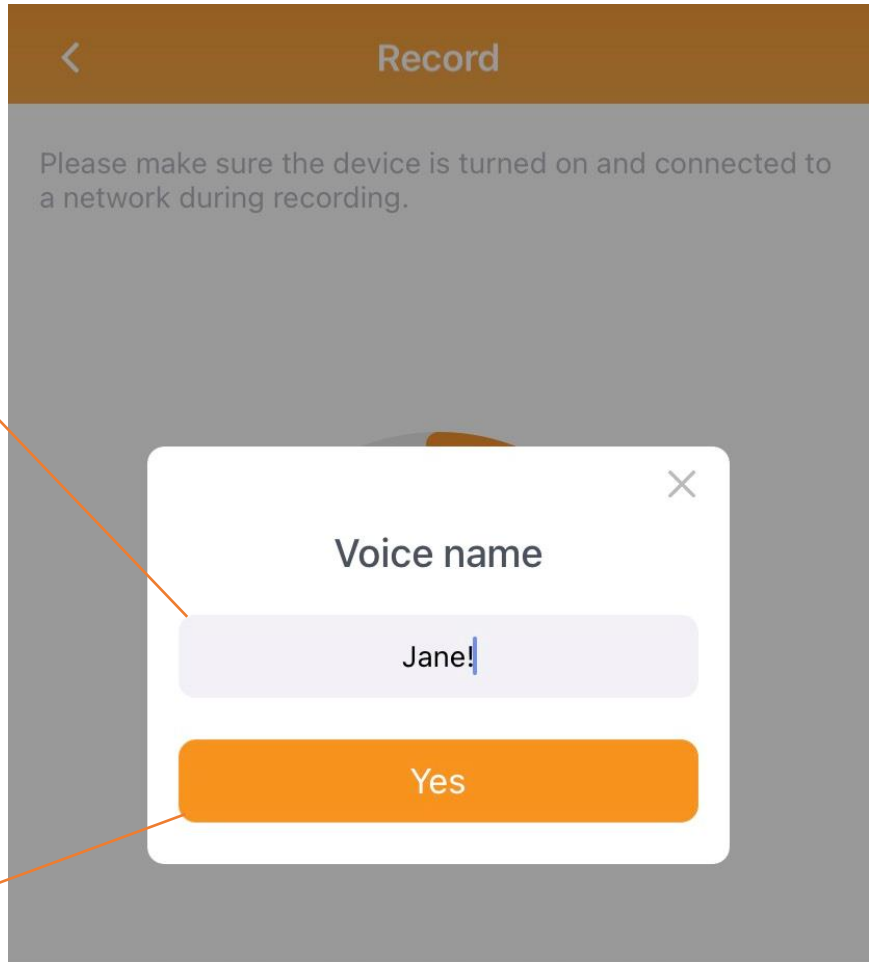 Record
Please make sure the device is turned on and connected to
a network during recording.
Voice name
Jane!
Yes